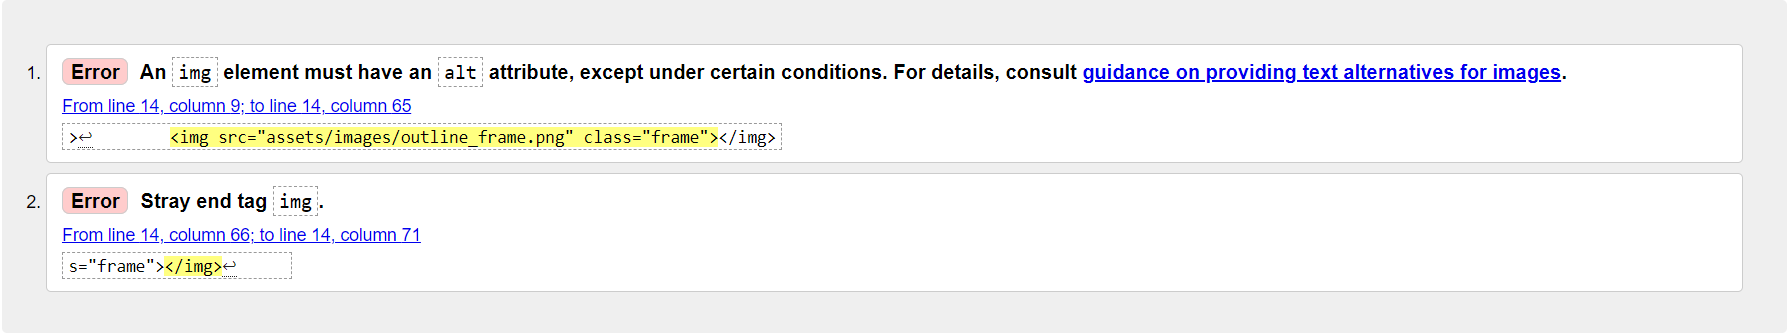 1. Error An img element must have an alt attribute, except under certain conditions. For details, consult guidance on providing text alternatives for images.
From line 14, column 9; to line 14, column 65
>↩ <img src="assets/images/outline_frame.png" class="frame"></img>
2. Error Stray end tag img.
From line 14, column 66; to line 14, column 71
s="frame"></img>↩